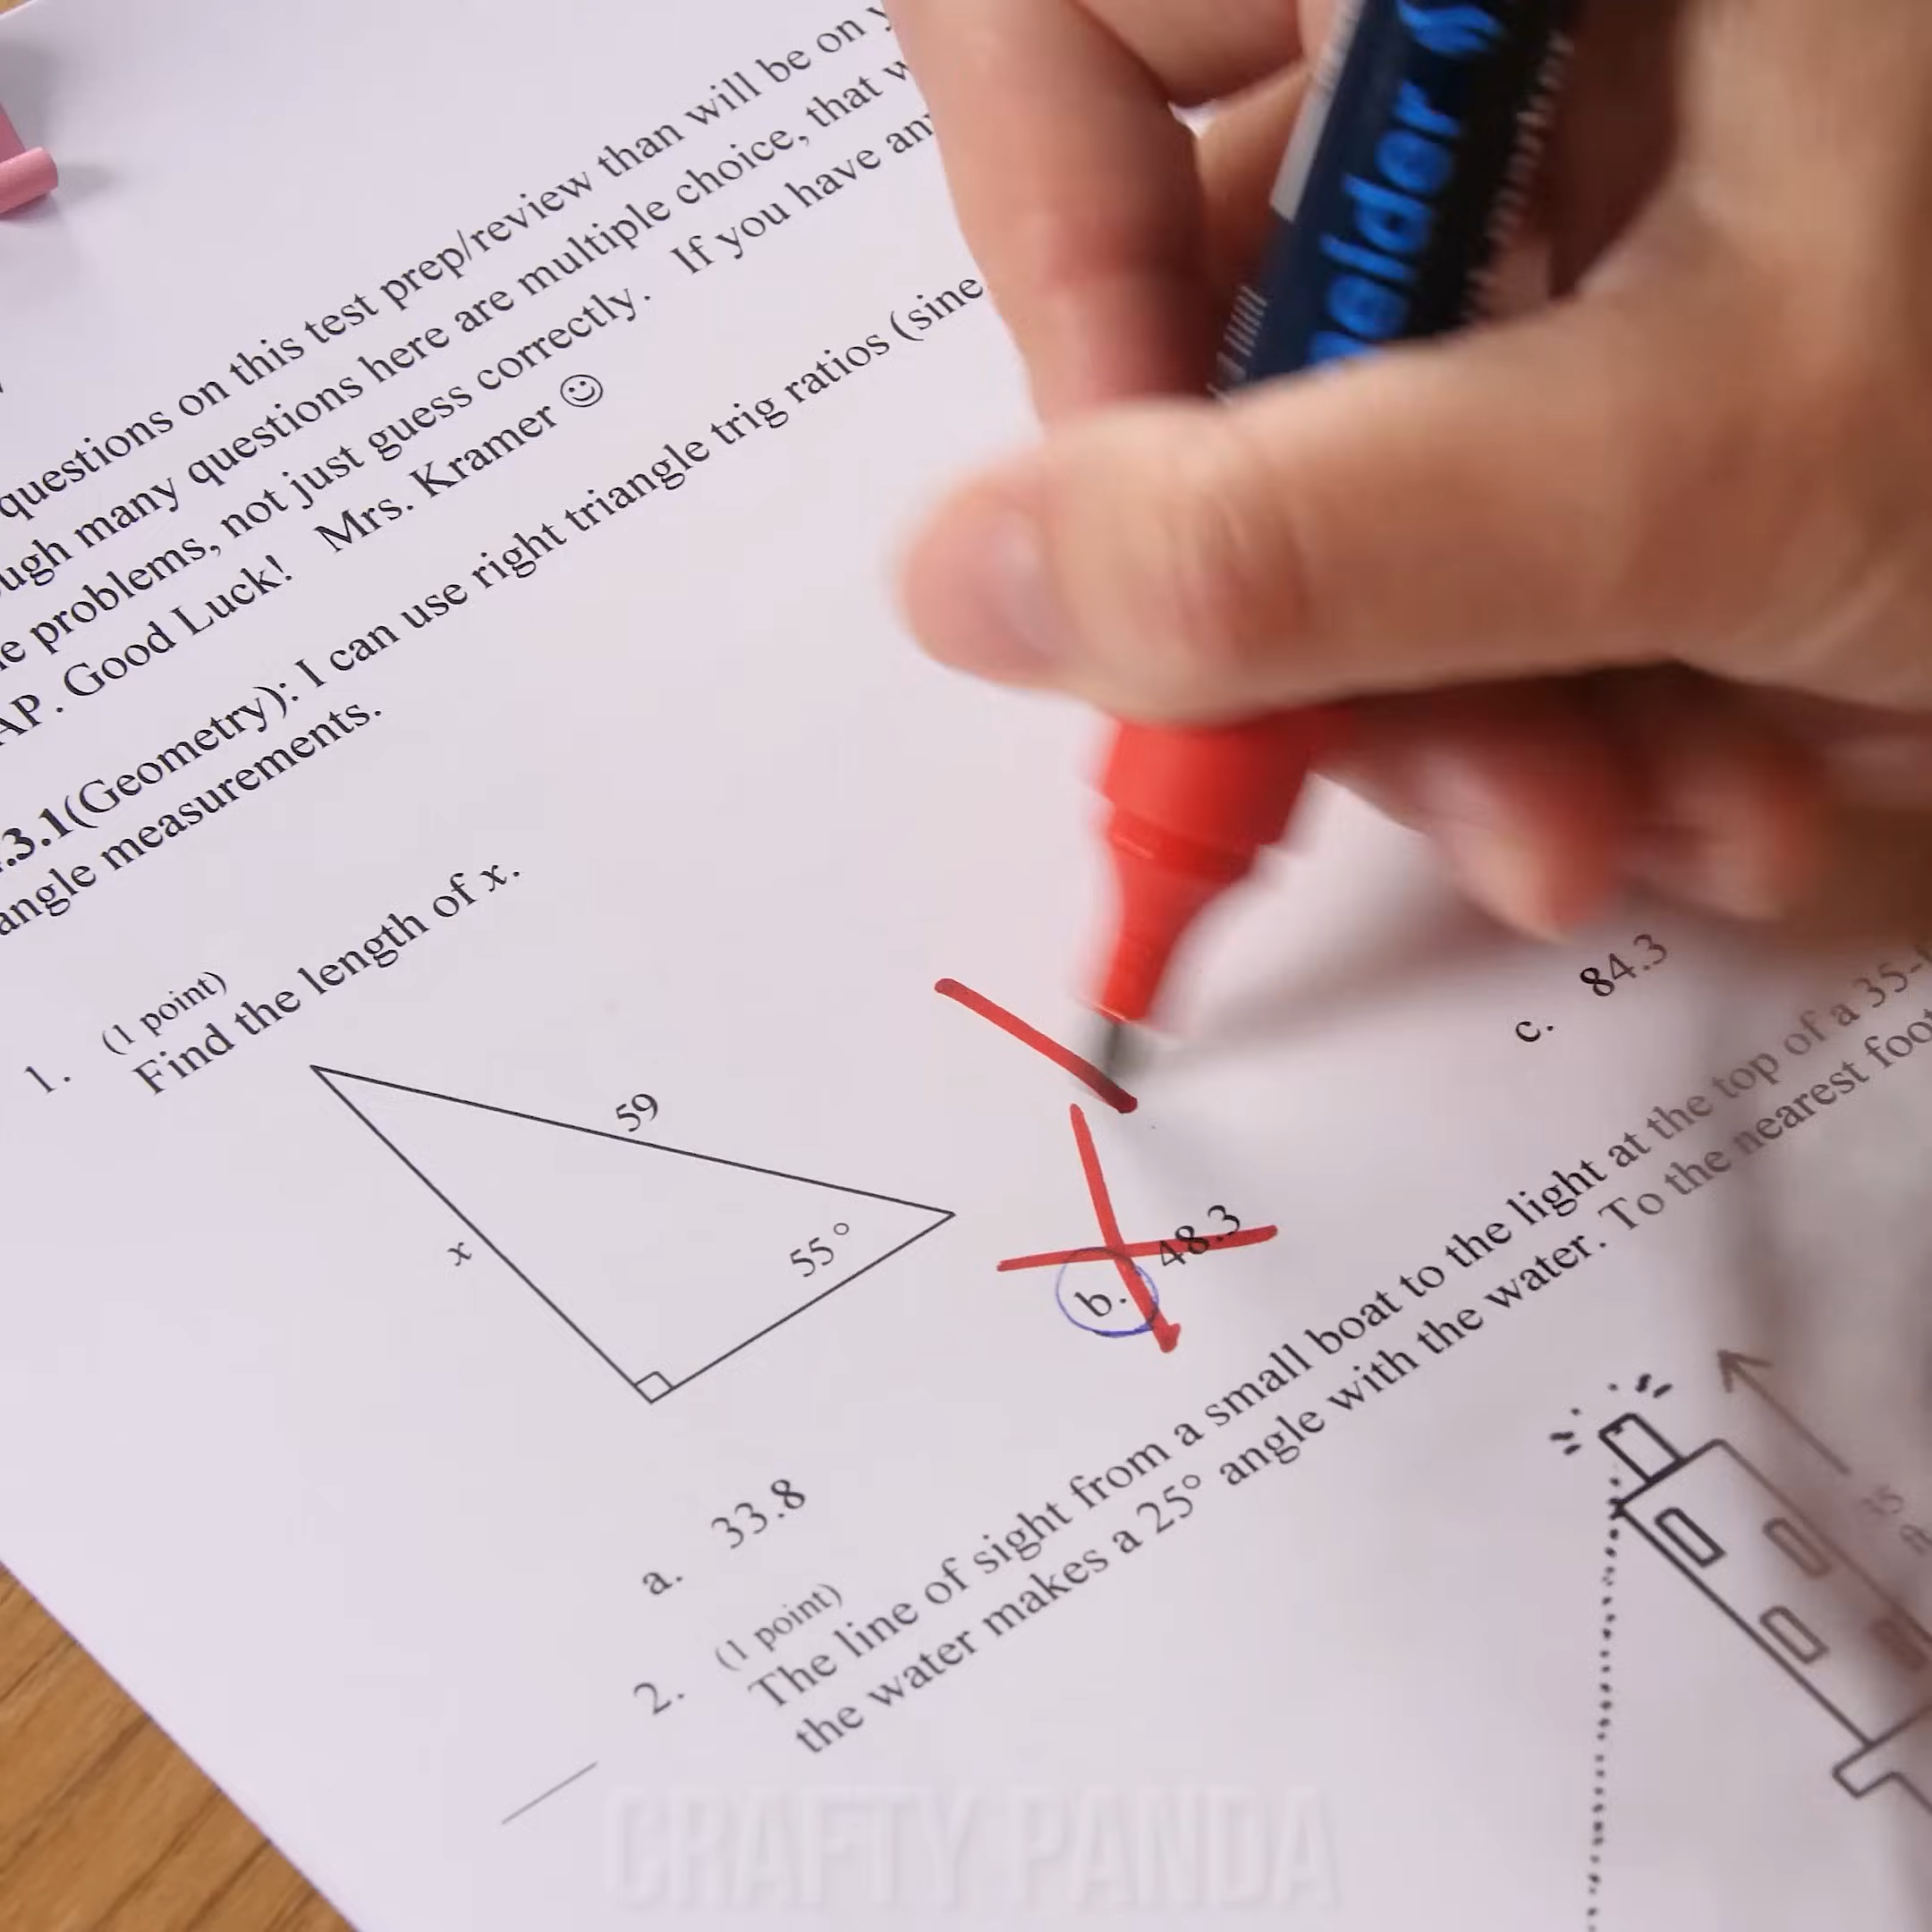 questions on this test prep/review than will be on
many questions here are multiple choice, that
problems, not just guess correctly. If you have
AP. Good Luck! Mrs. Kramer ☺
.3.1(Geometry): I can use right triangle trig ratios (sine
angle measurements.
1. (1 point)
Find the length of x.
59
x
55°
a. 33.8
b. 48.3
c. 84.3
2. (1 point)
The line of sight from a small boat to the light at the top of a 35-
the water makes a 25° angle with the water. To the nearest foot
35
CRAFTY PANDA